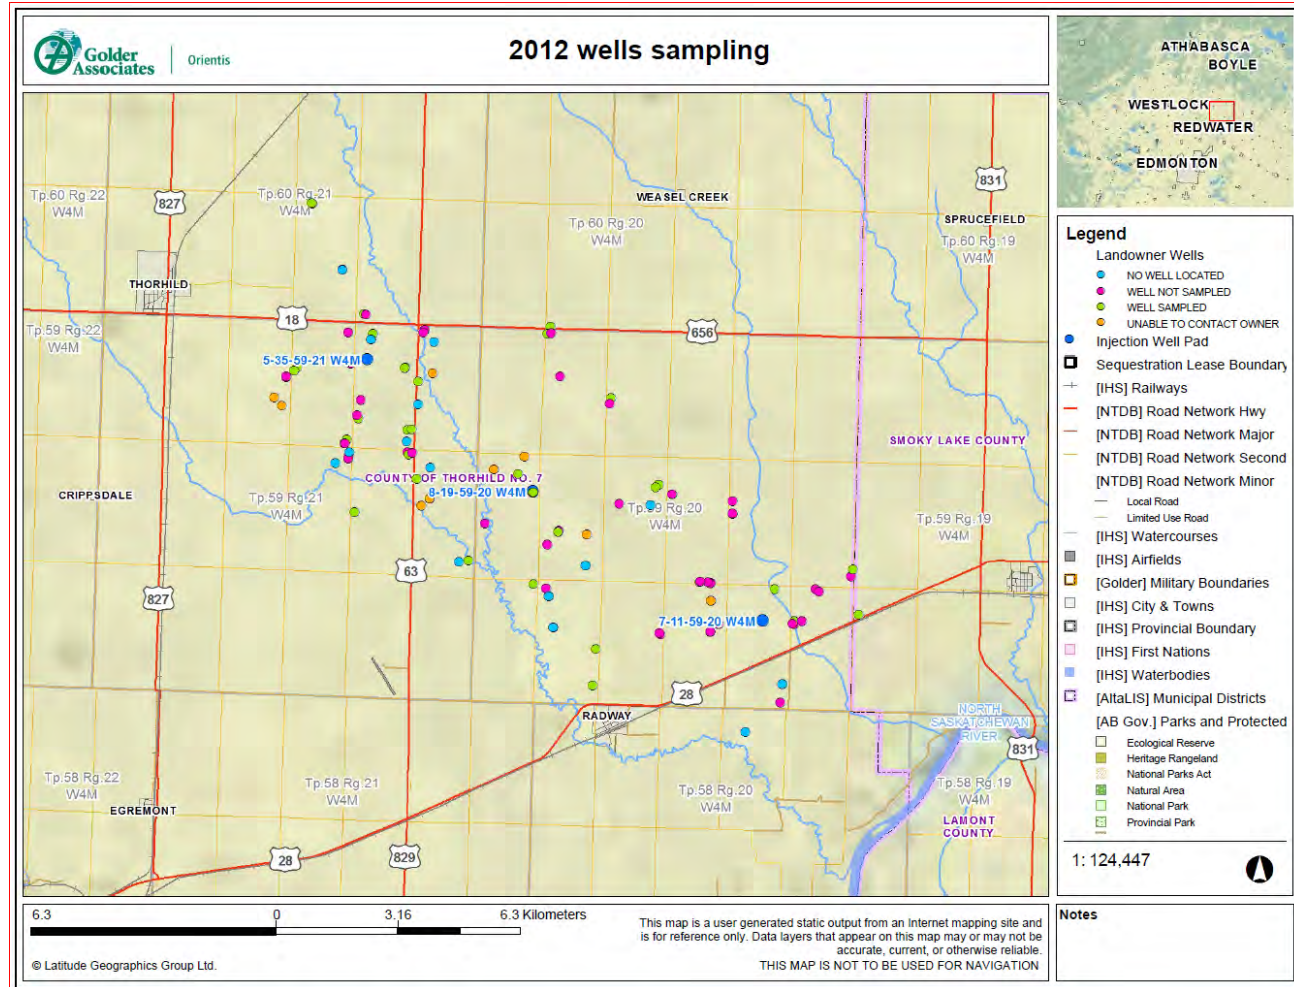 Golder
Associates
Orientis
2012 wells sampling
ATHABASCA
BOYLE
WESTLOCK
REDWATER
EDMONTON
Tp.60 Rg.22
W4M
827
Tp.60 Rg.21
W4M
WEASEL CREEK
Tp.60 Rg.20
W4M
831
SPRUCEFIELD
Tp.60 Rg.19
W4M
THORHILD
18
656
Tp.59 Rg.22
W4M
5-35-59-21 W4M
SMOKY LAKE COUNTY
COUNTY OF THORHILD NO. 7
8-19-59-20 W4M
CRIPPSDALE
Tp.59 Rg.21
W4M
Tp.59 Rg.20
W4M
Tp.59 Rg.19
W4M
63
827
7-11-59-20 W4M
28
RADWAY
NORTH
SASKATCHEWAN
RIVER
831
Tp.58 Rg.22
W4M
Tp.58 Rg.21
W4M
Tp.58 Rg.20
W4M
Tp.58 Rg.19
W4M
EGREMONT
LAMONT
COUNTY
28
829
Legend
Landowner Wells
NO WELL LOCATED
WELL NOT SAMPLED
WELL SAMPLED
UNABLE TO CONTACT OWNER
Injection Well Pad
Sequestration Lease Boundary
[IHS] Railways
[NTDB] Road Network Hwy
[NTDB] Road Network Major
[NTDB] Road Network Second
[NTDB] Road Network Minor
Local Road
Limited Use Road
[IHS] Watercourses
[IHS] Airfields
[Golder] Military Boundaries
[IHS] City & Towns
[IHS] Provincial Boundary
[IHS] First Nations
[IHS] Waterbodies
[AltaLIS] Municipal Districts
[AB Gov.] Parks and Protected
Ecological Reserve
Heritage Rangeland
National Parks Act
Natural Area
National Park
Provincial Park
1: 124,447
6.3 0 3.16 6.3 Kilometers
© Latitude Geographics Group Ltd.
This map is a user generated static output from an Internet mapping site and
is for reference only. Data layers that appear on this map may or may not be
accurate, current, or otherwise reliable.
THIS MAP IS NOT TO BE USED FOR NAVIGATION
Notes